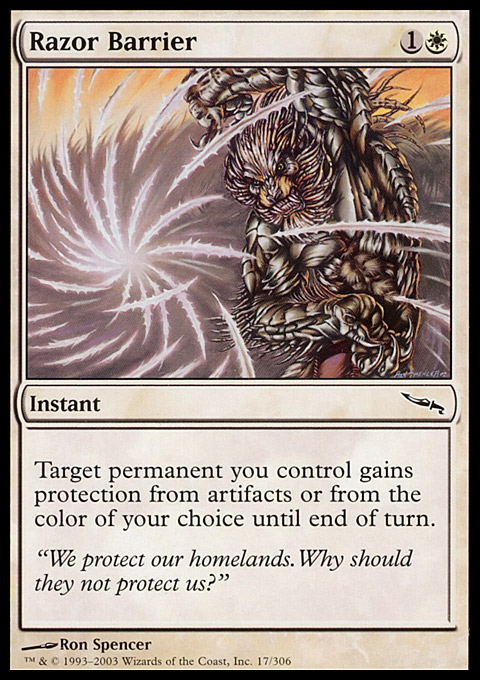 Razor Barrier 1
Instant
Target permanent you control gains
protection from artifacts or from the
color of your choice until end of turn.
“We protect our homelands. Why should
they not protect us?”
Ron Spencer
™ & © 1993–2003 Wizards of the Coast, Inc. 17/306